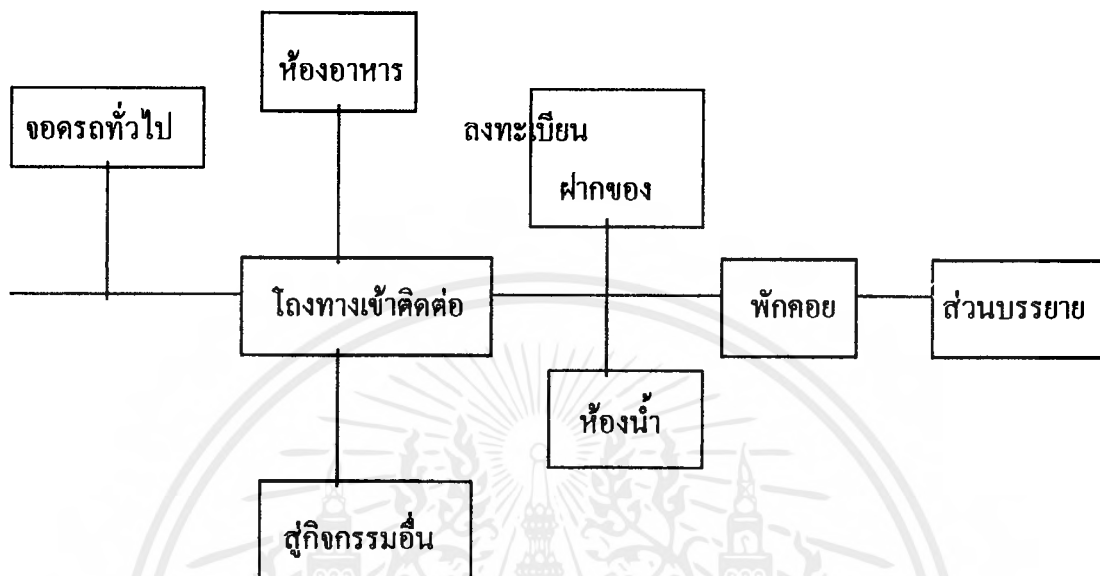 ห้องอาหาร
จอดรถทั่วไป
ลงทะเบียน
ฝากของ
โถงทางเข้าติดต่อ
พักคอย
ส่วนบรรยาย
ห้องน้ำ
สู่กิจกรรมอื่น